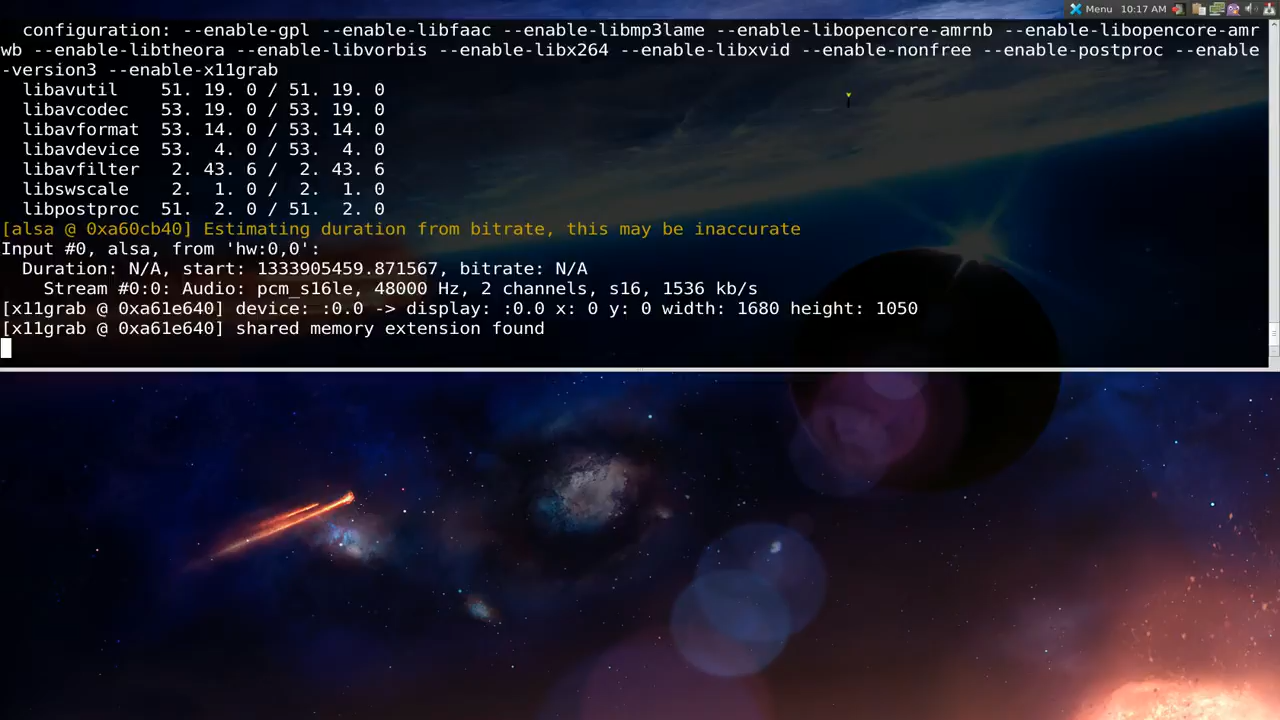 Menu 10:17 AM
configuration: --enable-gpl --enable-libfaac --enable-libmp3lame --enable-libopencore-amrnb --enable-libopencore-amr
wb --enable-libtheora --enable-libvorbis --enable-libx264 --enable-libxvid --enable-nonfree --enable-postproc --enable
-version3 --enable-x11grab
libavutil 51. 19. 0 / 51. 19. 0
libavcodec 53. 19. 0 / 53. 19. 0
libavformat 53. 14. 0 / 53. 14. 0
libavdevice 53. 4. 0 / 53. 4. 0
libavfilter 2. 43. 6 / 2. 43. 6
libswscale 2. 1. 0 / 2. 1. 0
libpostproc 51. 2. 0 / 51. 2. 0
[alsa @ 0xa60cb40] Estimating duration from bitrate, this may be inaccurate
Input #0, alsa, from 'hw:0,0':
Duration: N/A, start: 1333905459.871567, bitrate: N/A
Stream #0:0: Audio: pcm_s16le, 48000 Hz, 2 channels, s16, 1536 kb/s
[x11grab @ 0xa61e640] device: :0.0 -> display: :0.0 x: 0 y: 0 width: 1680 height: 1050
[x11grab @ 0xa61e640] shared memory extension found